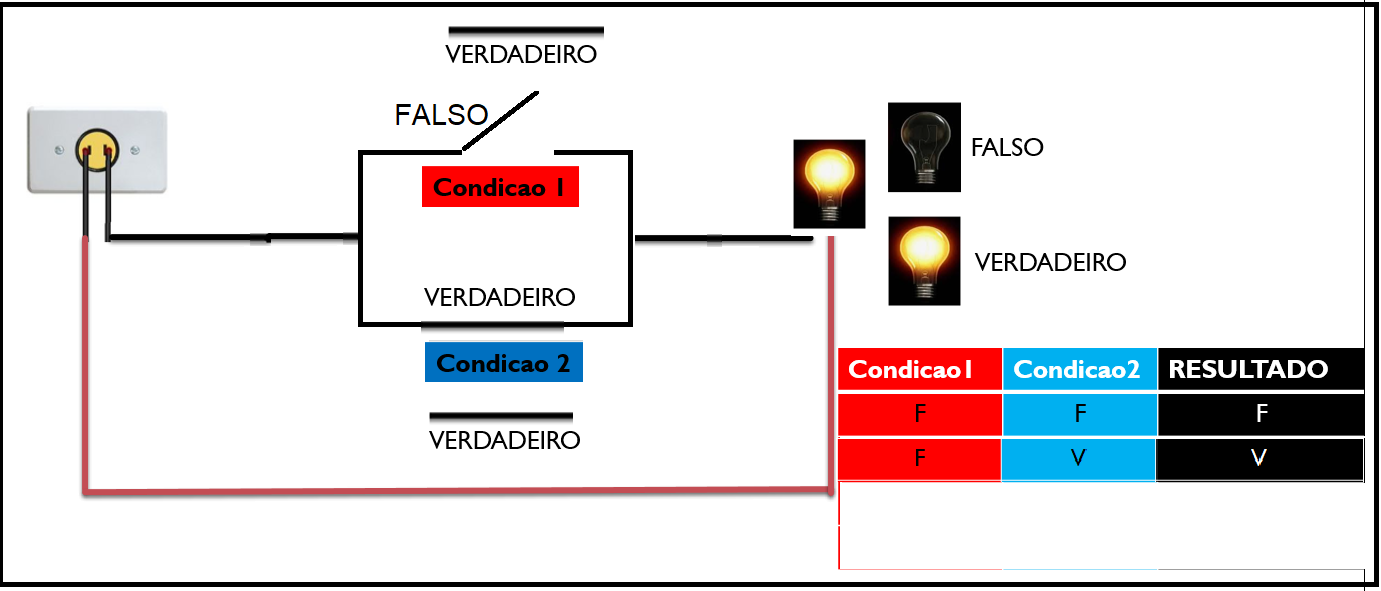 VERDADEIRO
FALSO
Condicao 1
VERDADEIRO
Condicao 2
VERDADEIRO
FALSO
VERDADEIRO
Condicao1 Condicao2 RESULTADO
F F F
F V V